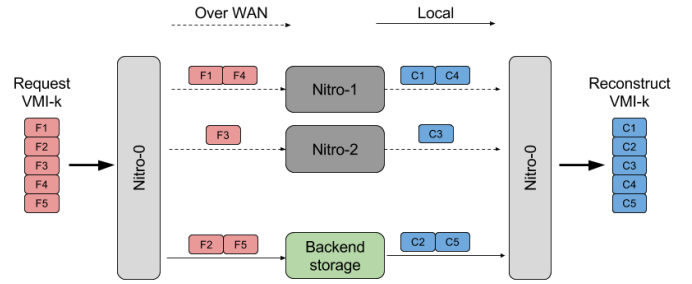 Over WAN
Local
Request
VMI-k
F1
F2
F3
F4
F5
Nitro-0
F1 F4
Nitro-1
C1 C4
F3
Nitro-2
C3
F2 F5
Backend
storage
C2 C5
Nitro-0
Reconstruct
VMI-k
C1
C2
C3
C4
C5